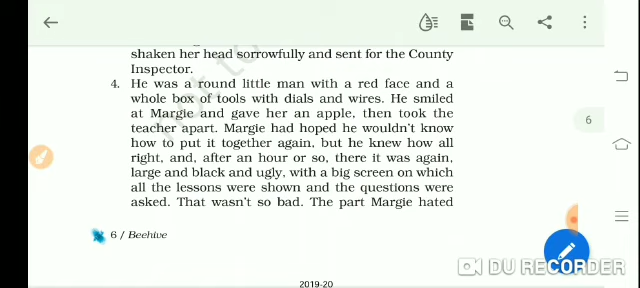 shaken her head sorrowfully and sent for the County
Inspector.
4. He was a round little man with a red face and a
whole box of tools with dials and wires. He smiled
at Margie and gave her an apple, then took the
teacher apart. Margie had hoped he wouldn't know
how to put it together again, but he knew how all
right, and, after an hour or so, there it was again,
large and black and ugly, with a big screen on which
all the lessons were shown and the questions were
asked. That wasn't so bad. The part Margie hated
6 / Beehive
2019-20
6
DU RECORDER